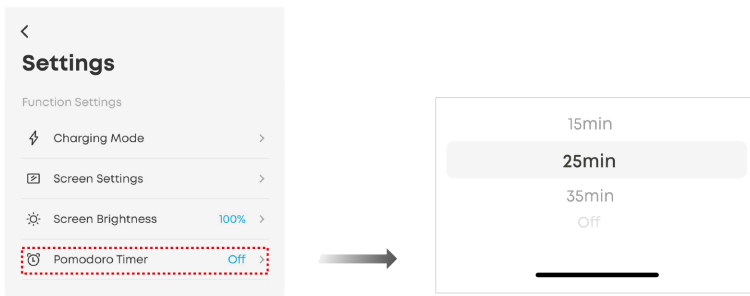 Settings
Function Settings
Charging Mode
Screen Settings
Screen Brightness 100%
Pomodoro Timer Off
15min
25min
35min
Off